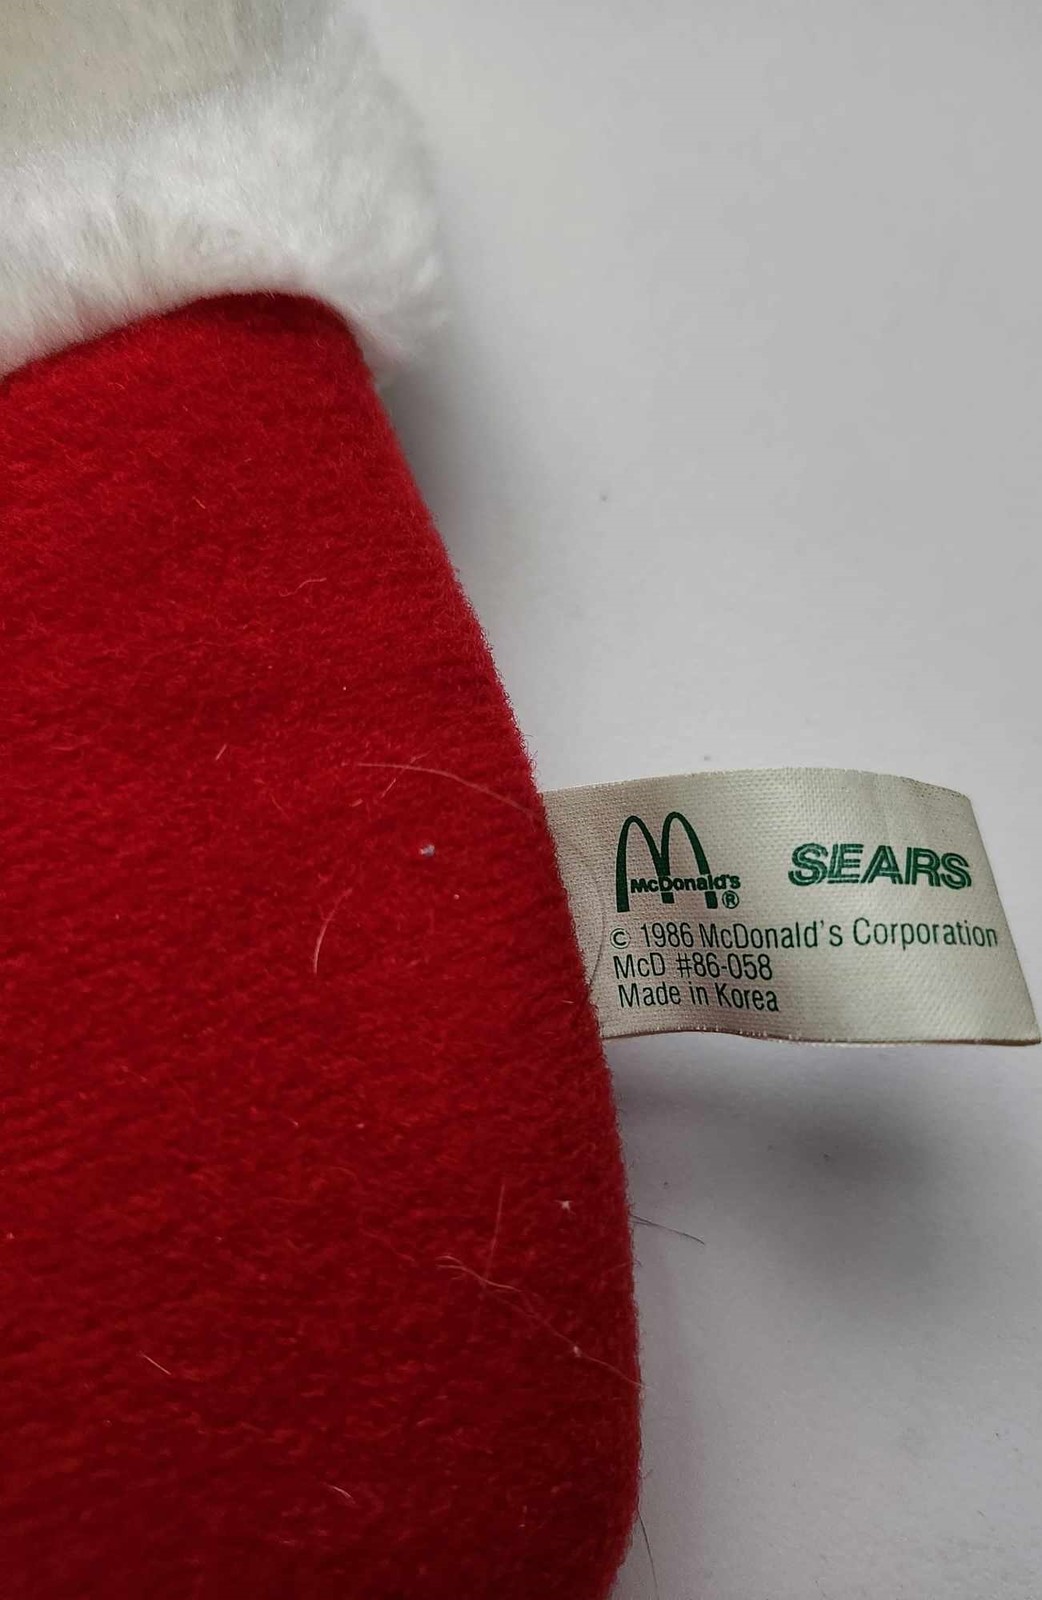 McDonald's®
SEARS
© 1986 McDonald's Corporation
McD #86-058
Made in Korea